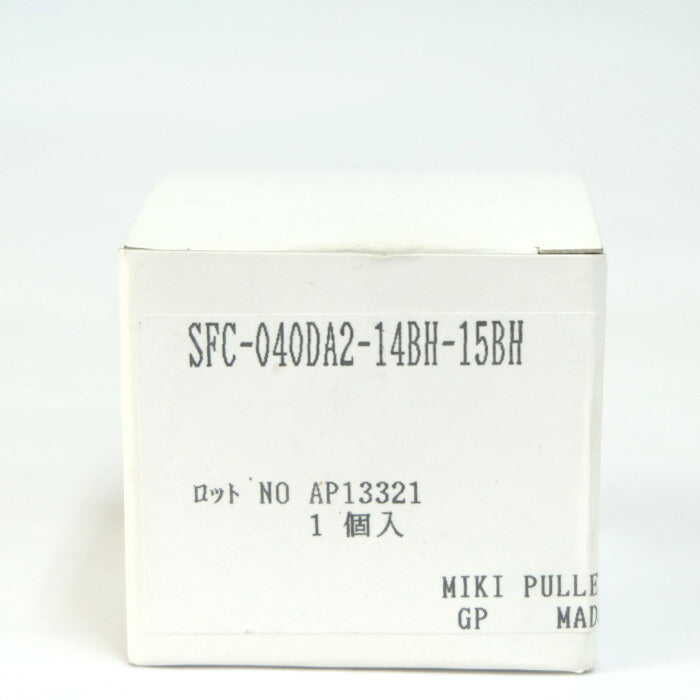 SFC-040DA2-14BH-15BH
ﾛｯﾄ NO AP13321
1 個入
MIKI PULLE
GP MAD